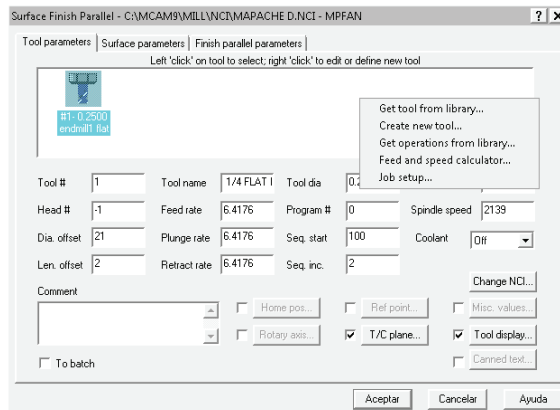 Surface Finish Parallel - C:\MCAM9\MILL\NCI\MAPACHE D.NCI - MPFAN
Tool parameters Surface parameters Finish parallel parameters
Left 'click' on tool to select; right 'click' to edit or define new tool
#1- 0.2500
endmill1 flat
Get tool from library...
Create new tool...
Get operations from library...
Feed and speed calculator...
Job setup...
Tool # 1 Tool name 1/4 FLAT Tool dia
Head # -1 Feed rate 6.4176 Program # 0 Spindle speed 2139
Dia. offset 21 Plunge rate 6.4176 Seq. start 100 Coolant Off
Len. offset 2 Retract rate 6.4176 Seq. inc. 2
Change NCI...
Comment
Home pos... Ref point... Misc. values...
Rotary axis... T/C plane... Tool display...
To batch Canned text...
Aceptar Cancelar Ayuda